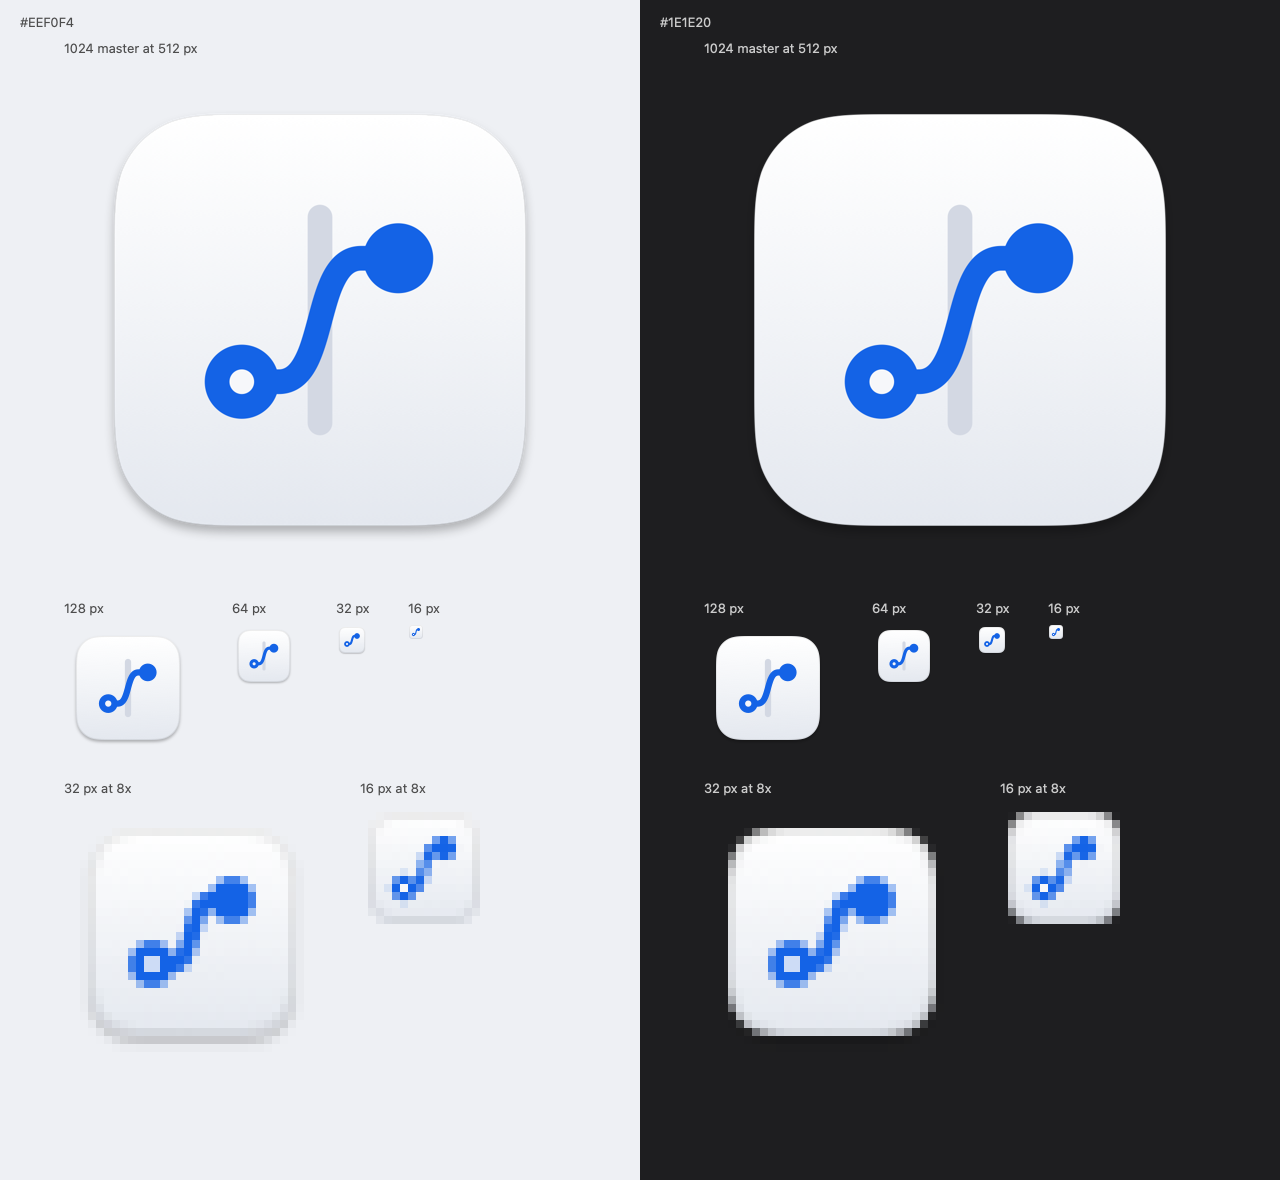 #EEF0F4
1024 master at 512 px
128 px
64 px
32 px
16 px
32 px at 8x
16 px at 8x
#1E1E20
1024 master at 512 px
128 px
64 px
32 px
16 px
32 px at 8x
16 px at 8x